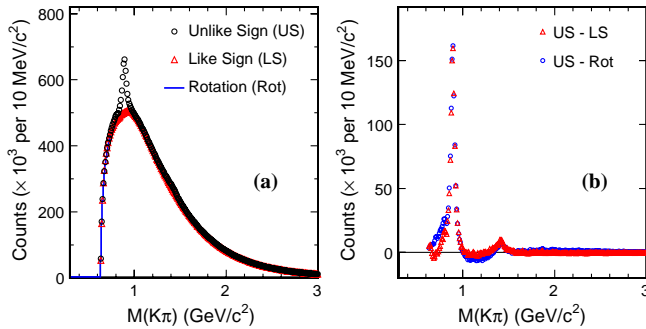 800
600
400
200
0
1
2
3
Counts (× 10³ per 10 MeV/c²)
M(Kπ) (GeV/c²)
Unlike Sign (US)
Like Sign (LS)
Rotation (Rot)
(a)
150
100
50
0
1
2
3
Counts (× 10³ per 10 MeV/c²)
M(Kπ) (GeV/c²)
US - LS
US - Rot
(b)